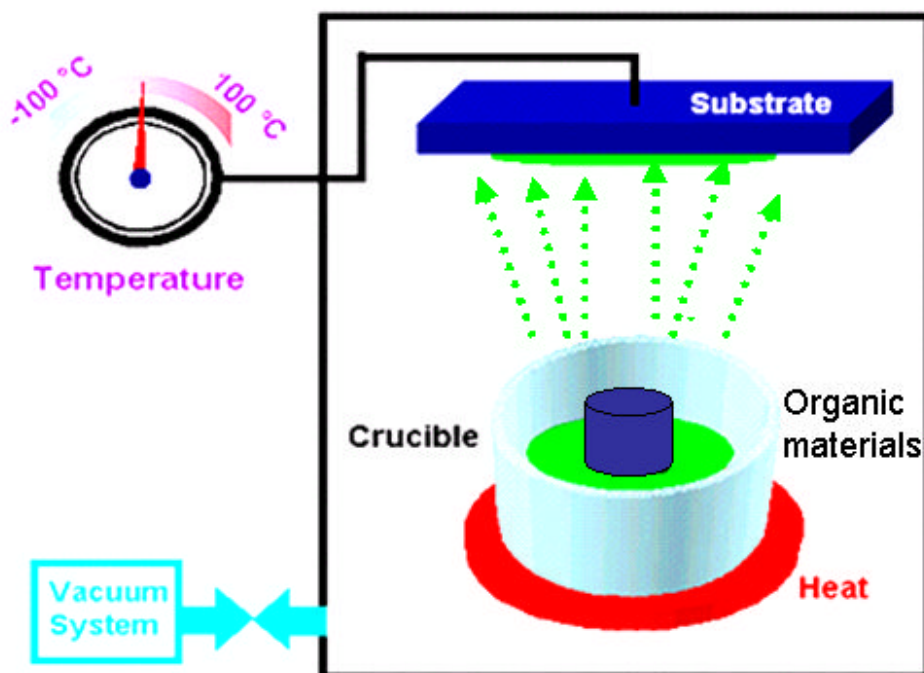 -100 °C
100 °C
Temperature
Substrate
Crucible
Organic
materials
Heat
Vacuum
System